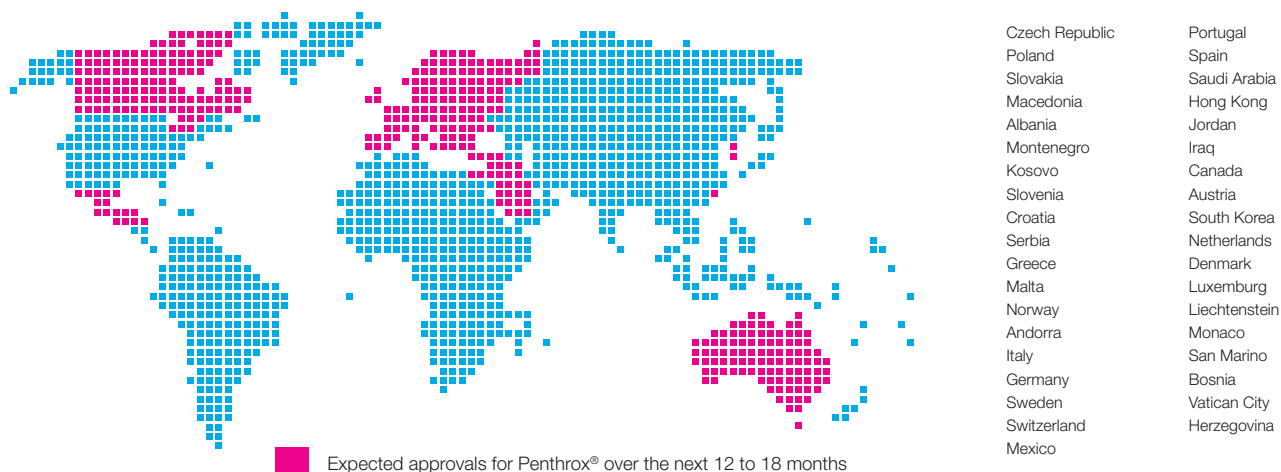 Czech Republic
Poland
Slovakia
Macedonia
Albania
Montenegro
Kosovo
Slovenia
Croatia
Serbia
Greece
Malta
Norway
Andorra
Italy
Germany
Sweden
Switzerland
Mexico
Portugal
Spain
Saudi Arabia
Hong Kong
Jordan
Iraq
Canada
Austria
South Korea
Netherlands
Denmark
Luxemburg
Liechtenstein
Monaco
San Marino
Bosnia
Vatican City
Herzegovina
Expected approvals for Penthrox® over the next 12 to 18 months